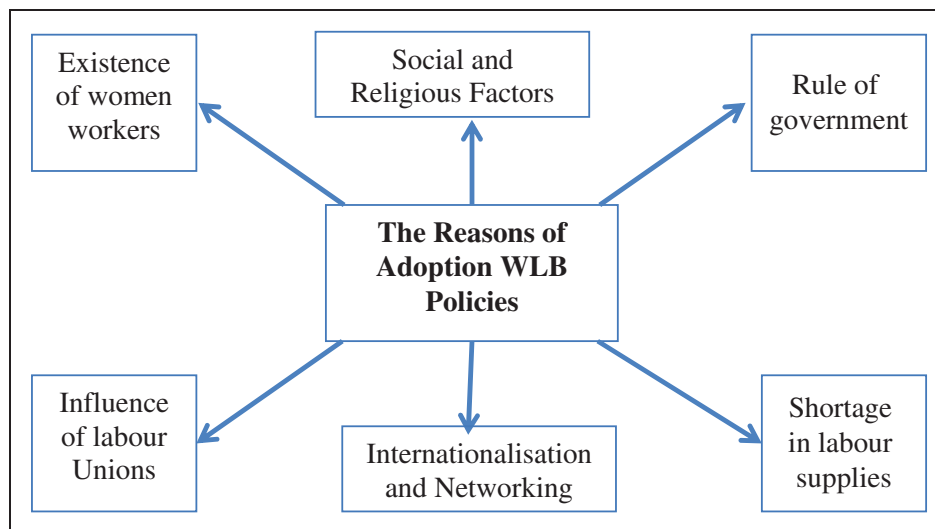 Existence
of women
workers
Social and
Religious Factors
Rule of
government
The Reasons of
Adoption WLB
Policies
Influence
of labour
Unions
Internationalisation
and Networking
Shortage
in labour
supplies